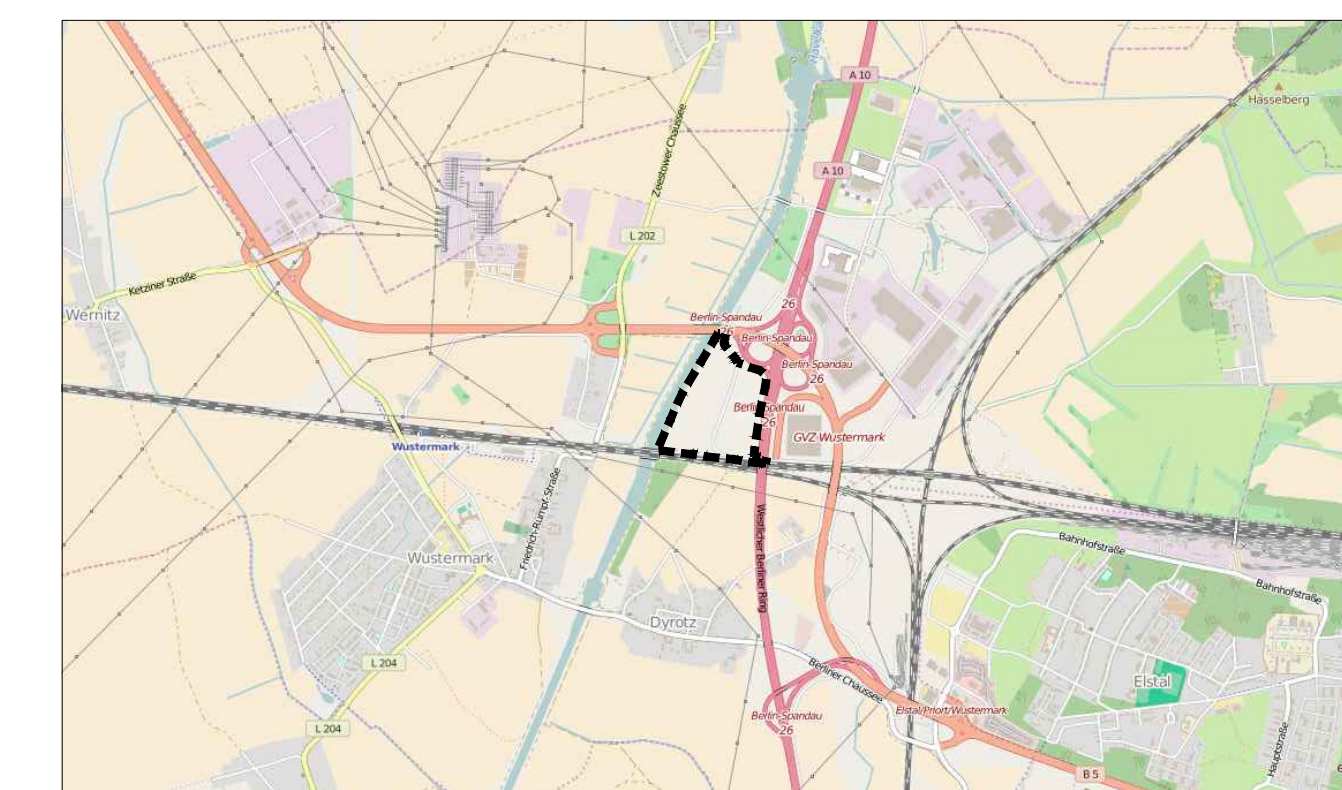 A 10
Hasselberg
Zeestower Chaussee
A 10
L 202
Ketziner Straße
Wernitz
26
Berlin-Spandau
26
Berlin-Spandau
Berlin-Spandau
26
Berlin-Spandau
26
GVZ Wustermark
Wustermark
Friedrich-Rumpf-Straße
Westlicher Berliner Ring
Wustermark
Bahnhofstraße
Bahnhofstraße
Dyrotz
L 204
Berliner Chaussee
Elstal
Berlin-Spandau
26
Elstal/Priort/Wustermark
L 204
Hauptstraße
B 5